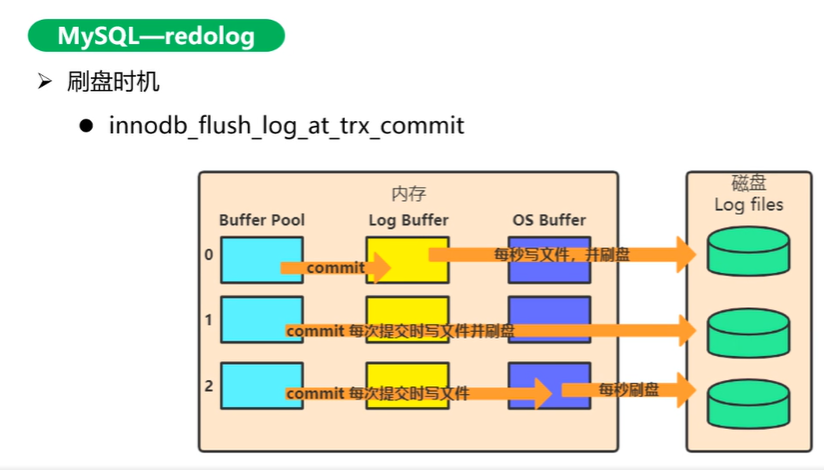 MySQL—redolog
刷盘时机
innodb_flush_log_at_trx_commit
内存
磁盘
Log files
Buffer Pool
Log Buffer
OS Buffer
0
commit
每秒写文件，并刷盘
1
commit 每次提交时写文件并刷盘
2
commit 每次提交时写文件
每秒刷盘